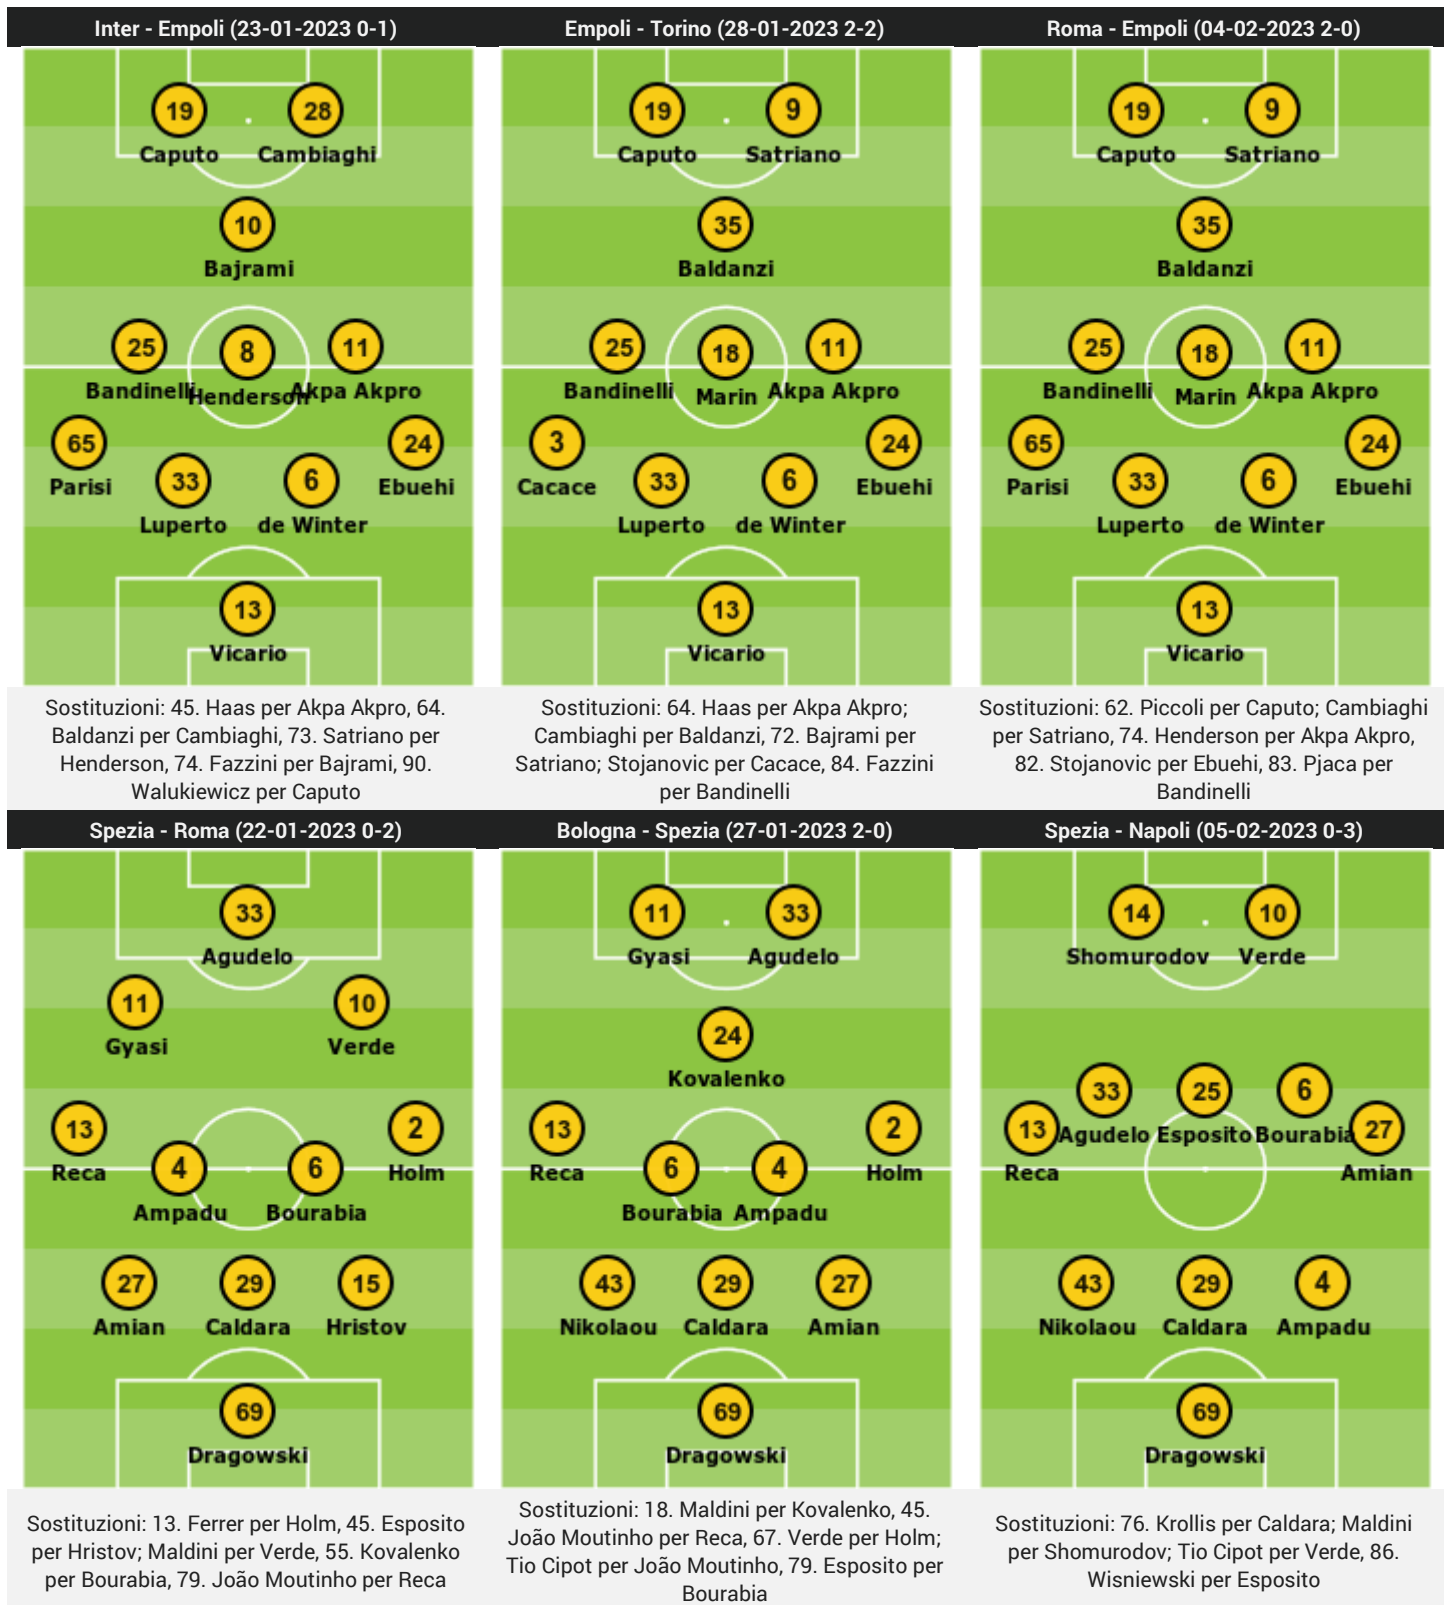 Inter - Empoli (23-01-2023 0-1)
19
28
Caputo
Cambiaghi
10
Bajrami
25
8
11
Bandinelli
Henderson
Akpa Akpro
65
24
Parisi
33
6
Ebuehi
Luperto
de Winter
13
Vicario
Sostituzioni: 45. Haas per Akpa Akpro, 64.
Baldanzi per Cambiaghi, 73. Satriano per
Henderson, 74. Fazzini per Bajrami, 90.
Walukiewicz per Caputo
Empoli - Torino (28-01-2023 2-2)
19
9
Caputo
Satriano
35
Baldanzi
25
18
11
Bandinelli
Marin
Akpa Akpro
3
24
Cacace
33
6
Ebuehi
Luperto
de Winter
13
Vicario
Sostituzioni: 64. Haas per Akpa Akpro;
Cambiaghi per Baldanzi, 72. Bajrami per
Satriano; Stojanovic per Cacace, 84. Fazzini
per Bandinelli
Roma - Empoli (04-02-2023 2-0)
19
9
Caputo
Satriano
35
Baldanzi
25
18
11
Bandinelli
Marin
Akpa Akpro
65
24
Parisi
33
6
Ebuehi
Luperto
de Winter
13
Vicario
Sostituzioni: 62. Piccoli per Caputo; Cambiaghi
per Satriano, 74. Henderson per Akpa Akpro,
82. Stojanovic per Ebuehi, 83. Pjaca per
Bandinelli
Spezia - Roma (22-01-2023 0-2)
33
Agudelo
11
10
Gyasi
Verde
13
2
Reca
4
6
Holm
Ampadu
Bourabia
27
29
15
Amian
Caldara
Hristov
69
Dragowski
Sostituzioni: 13. Ferrer per Holm, 45. Esposito
per Hristov; Maldini per Verde, 55. Kovalenko
per Bourabia, 79. João Moutinho per Reca
Bologna - Spezia (27-01-2023 2-0)
11
33
Gyasi
Agudelo
24
Kovalenko
13
2
Reca
6
4
Holm
Bourabia
Ampadu
43
29
27
Nikolaou
Caldara
Amian
69
Dragowski
Sostituzioni: 18. Maldini per Kovalenko, 45.
João Moutinho per Reca, 67. Verde per Holm;
Tio Cipot per João Moutinho, 79. Esposito per
Bourabia
Spezia - Napoli (05-02-2023 0-3)
14
10
Shomurodov
Verde
33
25
6
13
Agudelo
Esposito
Bourabia
27
Reca
Amian
43
29
4
Nikolaou
Caldara
Ampadu
69
Dragowski
Sostituzioni: 76. Krollis per Caldara; Maldini
per Shomurodov; Tio Cipot per Verde, 86.
Wisniewski per Esposito